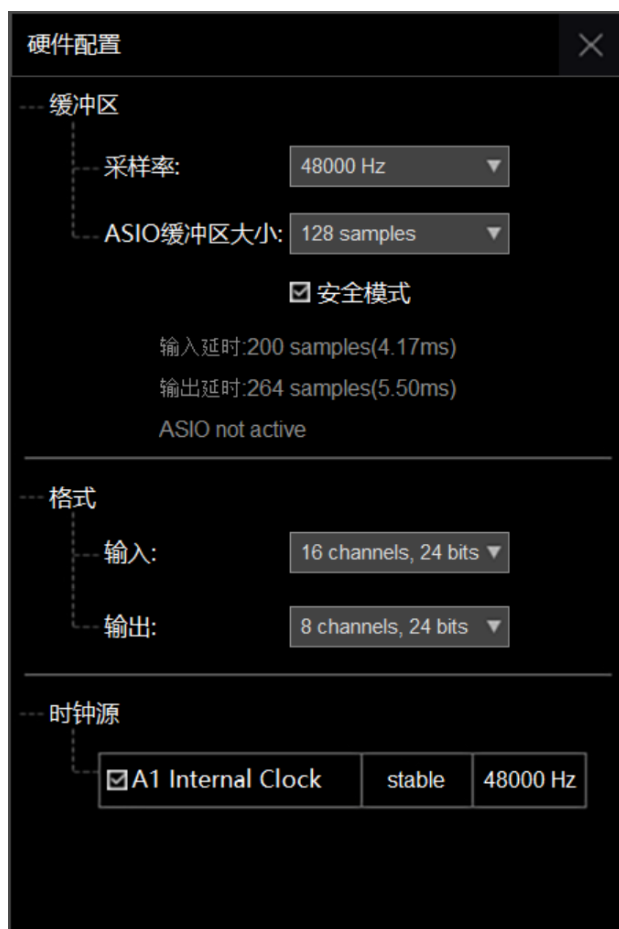 硬件配置
缓冲区
采样率: 48000 Hz
ASIO缓冲区大小: 128 samples
安全模式
输入延时:200 samples(4.17ms)
输出延时:264 samples(5.50ms)
ASIO not active
格式
输入: 16 channels, 24 bits
输出: 8 channels, 24 bits
时钟源
A1 Internal Clock stable 48000 Hz